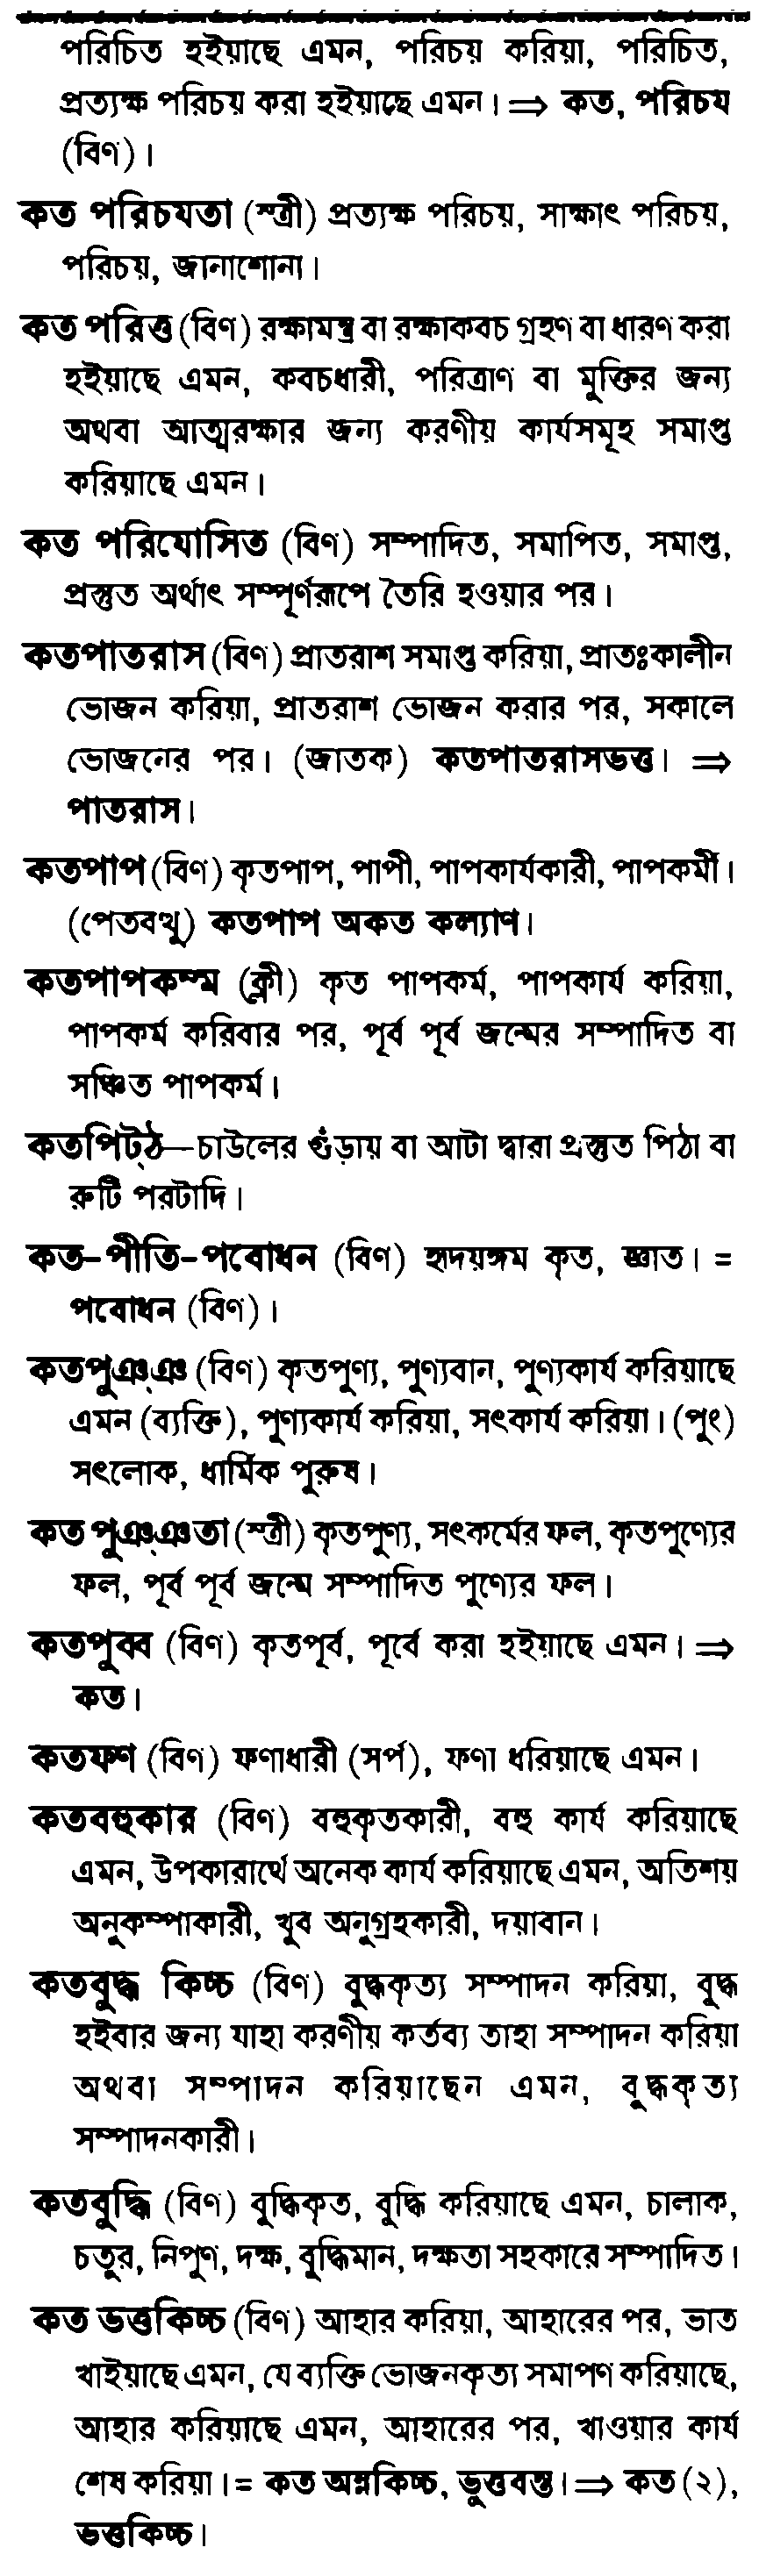 পরিচিত হইয়াছে এমন, পরিচয় করিয়া, পরিচিত,
প্রত্যক্ষ পরিচয় করা হইয়াছে এমন। ⇒ কত, পরিচয
(বিণ)।
কত পরিচযতা (স্ত্রী) প্রত্যক্ষ পরিচয়, সাক্ষাৎ পরিচয়,
পরিচয়, জানাশোনা।
কত পরিত্ত (বিণ) রক্ষামন্ত্র বা রক্ষাকবচ গ্রহণ বা ধারণ করা
হইয়াছে এমন, কবচধারী, পরিত্রাণ বা মুক্তির জন্য
অথবা আত্মরক্ষার জন্য করণীয় কার্যসমূহ সমাপ্ত
করিয়াছে এমন।
কত পরিযোসিত (বিণ) সম্পাদিত, সমাপিত, সমাপ্ত,
প্রস্তুত অর্থাৎ সম্পূর্ণরূপে তৈরি হওয়ার পর।
কতপাতরাস (বিণ) প্রাতরাশ সমাপ্ত করিয়া, প্রাতঃকালীন
ভোজন করিয়া, প্রাতরাশ ভোজন করার পর, সকালে
ভোজনের পর। (জাতক) কতপাতরাসভত্ত। ⇒
পাতরাস।
কতপাপ (বিণ) কৃতপাপ, পাপী, পাপকার্যকারী, পাপকর্মী।
(পেতবত্থু) কতপাপ অকত কল্যাণ।
কতপাপকম্ম (ক্লী) কৃত পাপকর্ম, পাপকার্য করিয়া,
পাপকর্ম করিবার পর, পূর্ব পূর্ব জন্মের সম্পাদিত বা
সঞ্চিত পাপকর্ম।
কতপিট্ঠ—চাউলের গুঁড়ায় বা আটা দ্বারা প্রস্তুত পিঠা বা
রুটি পরটাদি।
কত-পীতি-পবোধন (বিণ) হৃদয়ঙ্গম কৃত, জ্ঞাত। =
পবোধন (বিণ)।
কতপুঞ্ঞ (বিণ) কৃতপুণ্য, পুণ্যবান, পুণ্যকার্য করিয়াছে
এমন (ব্যক্তি), পুণ্যকার্য করিয়া, সৎকার্য করিয়া। (পুং)
সৎলোক, ধার্মিক পুরুষ।
কত পুঞ্ঞতা (স্ত্রী) কৃতপুণ্য, সৎকর্মের ফল, কৃতপুণ্যের
ফল, পূর্ব পূর্ব জন্মে সম্পাদিত পুণ্যের ফল।
কতপুব্ব (বিণ) কৃতপূর্ব, পূর্বে করা হইয়াছে এমন। ⇒
কত।
কতফণ (বিণ) ফণাধারী (সর্প), ফণা ধরিয়াছে এমন।
কতবহুকার (বিণ) বহুকৃতকারী, বহু কার্য করিয়াছে
এমন, উপকারার্থে অনেক কার্য করিয়াছে এমন, অতিশয়
অনুকম্পাকারী, খুব অনুগ্রহকারী, দয়াবান।
কতবুদ্ধ কিচ্চ (বিণ) বুদ্ধকৃত্য সম্পাদন করিয়া, বুদ্ধ
হইবার জন্য যাহা করণীয় কর্তব্য তাহা সম্পাদন করিয়া
অথবা সম্পাদন করিয়াছেন এমন, বুদ্ধকৃত্য
সম্পাদনকারী।
কতবুদ্ধি (বিণ) বুদ্ধিকৃত, বুদ্ধি করিয়াছে এমন, চালাক,
চতুর, নিপুণ, দক্ষ, বুদ্ধিমান, দক্ষতা সহকারে সম্পাদিত।
কত ভত্তকিচ্চ (বিণ) আহার করিয়া, আহারের পর, ভাত
খাইয়াছে এমন, যে ব্যক্তি ভোজনকৃত্য সমাপণ করিয়াছে,
আহার করিয়াছে এমন, আহারের পর, খাওয়ার কার্য
শেষ করিয়া। = কত অন্নকিচ্চ, ভুত্তবন্ত। ⇒ কত (২),
ভত্তকিচ্চ।